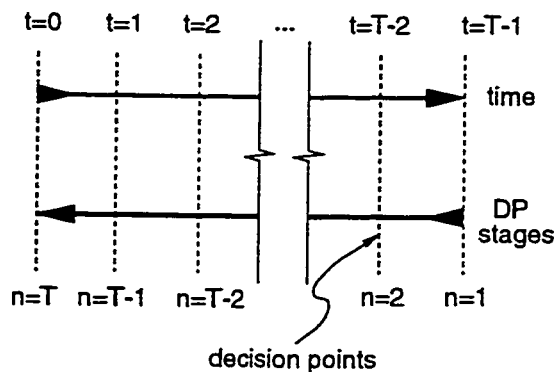 t=0 t=1 t=2 ... t=T-2 t=T-1
time
DP
stages
n=T n=T-1 n=T-2 n=2 n=1
decision points